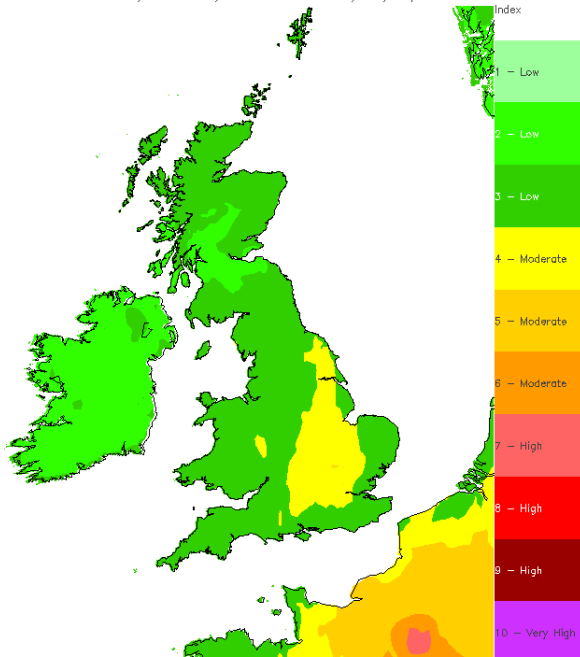 Index
1 - Low
2 - Low
3 - Low
4 - Moderate
5 - Moderate
6 - Moderate
7 - High
8 - High
9 - High
10 - Very High